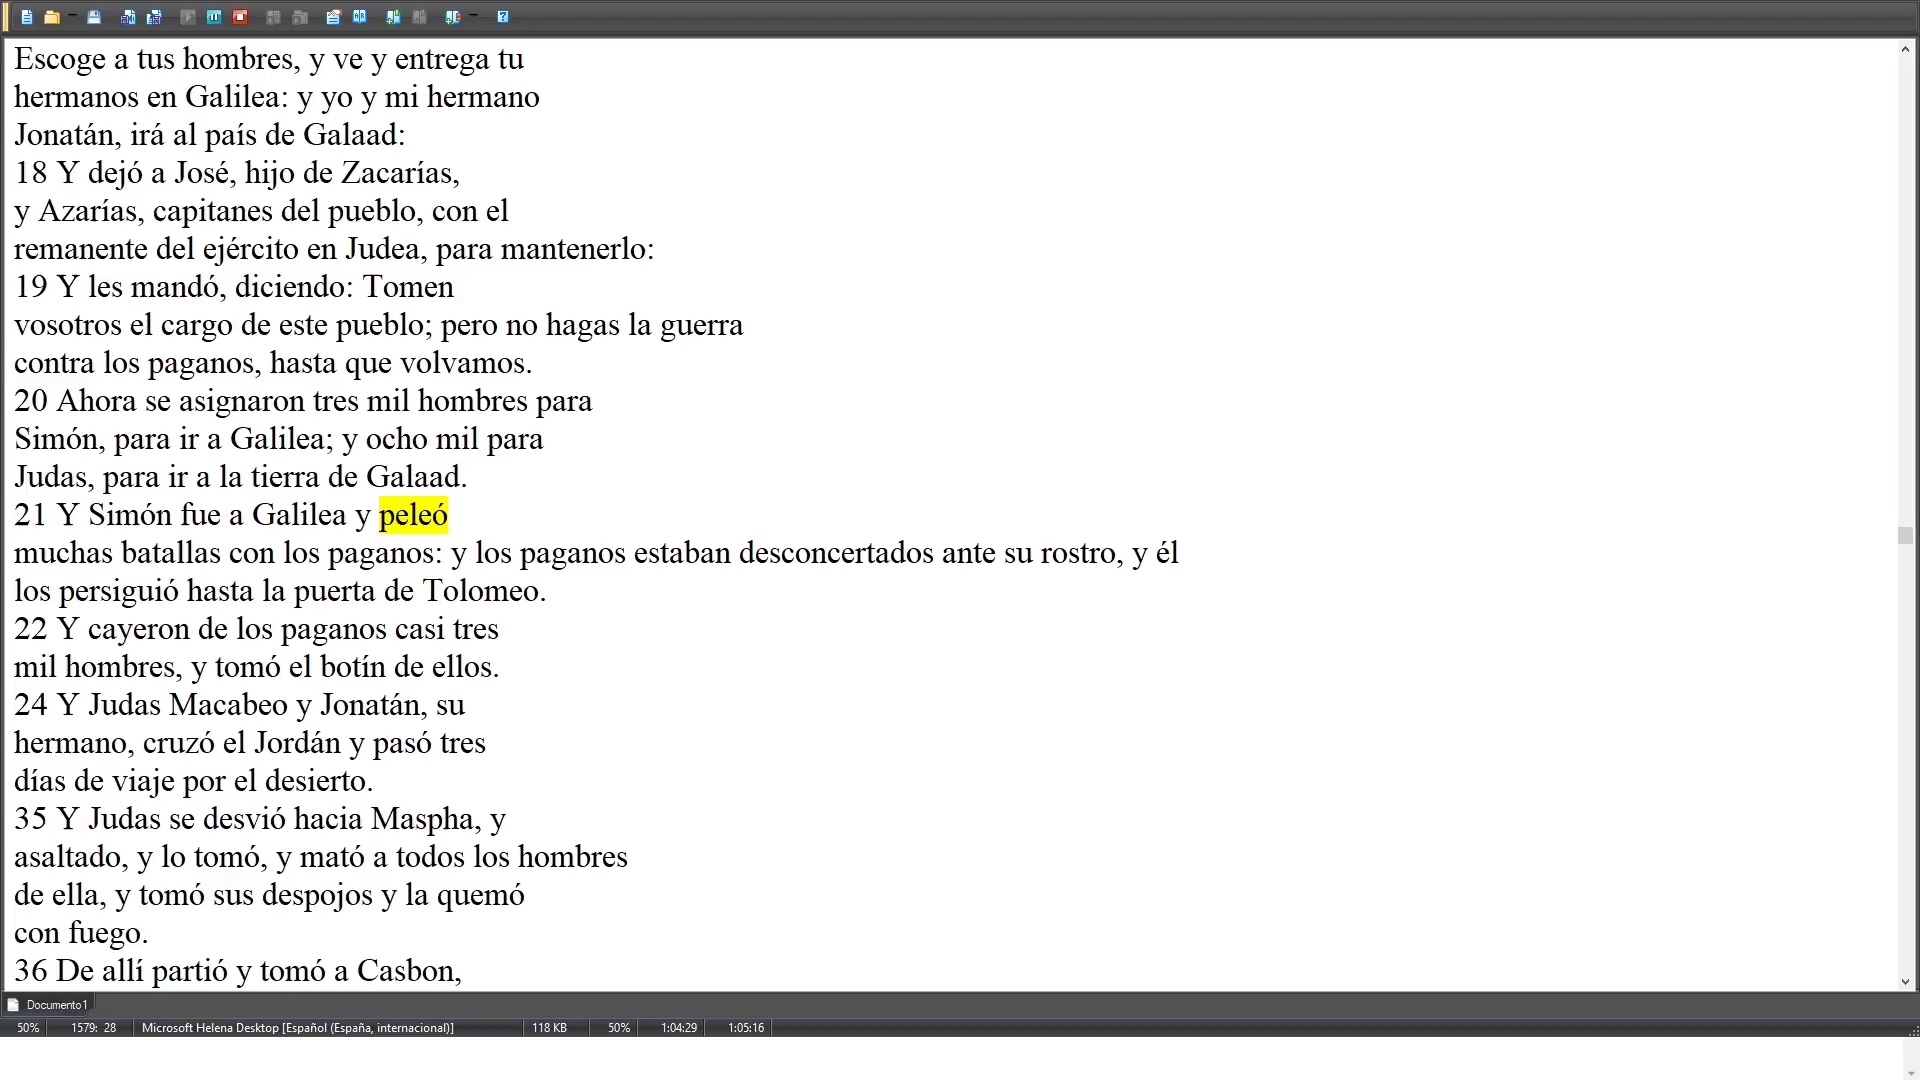 Escoge a tus hombres, y ve y entrega tu
hermanos en Galilea: y yo y mi hermano
Jonatán, irá al país de Galaad:
18 Y dejó a José, hijo de Zacarías,
y Azarías, capitanes del pueblo, con el
remanente del ejército en Judea, para mantenerlo:
19 Y les mandó, diciendo: Tomen
vosotros el cargo de este pueblo; pero no hagas la guerra
contra los paganos, hasta que volvamos.
20 Ahora se asignaron tres mil hombres para
Simón, para ir a Galilea; y ocho mil para
Judas, para ir a la tierra de Galaad.
21 Y Simón fue a Galilea y peleó
muchas batallas con los paganos: y los paganos estaban desconcertados ante su rostro, y él
los persiguió hasta la puerta de Tolomeo.
22 Y cayeron de los paganos casi tres
mil hombres, y tomó el botín de ellos.
24 Y Judas Macabeo y Jonatán, su
hermano, cruzó el Jordán y pasó tres
días de viaje por el desierto.
35 Y Judas se desvió hacia Maspha, y
asaltado, y lo tomó, y mató a todos los hombres
de ella, y tomó sus despojos y la quemó
con fuego.
36 De allí partió y tomó a Casbon,
Documento1
50% 1579: 28 Microsoft Helena Desktop [Español (España, internacional)] 118 KB 50% 1:04:29 1:05:16